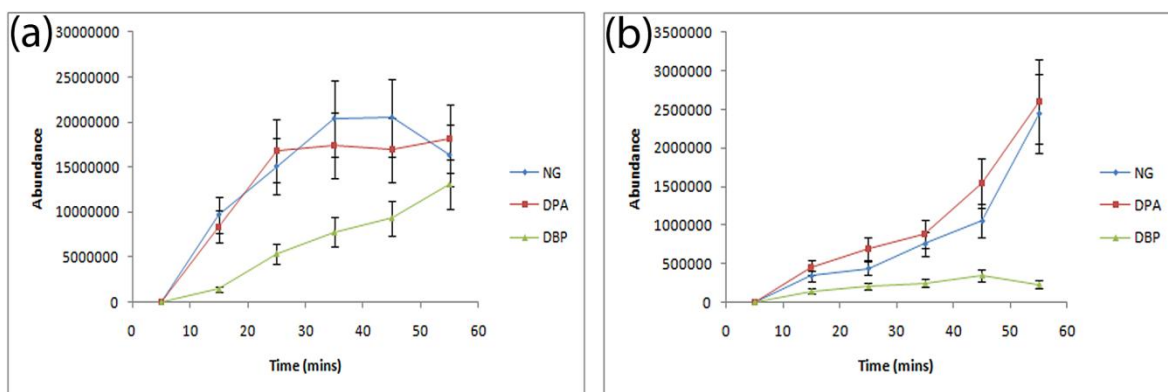 (a)
30000000
25000000
20000000
15000000
10000000
5000000
0
Abundance
0 10 20 30 40 50 60
Time (mins)
NG
DPA
DBP
(b)
3500000
3000000
2500000
2000000
1500000
1000000
500000
0
Abundance
0 10 20 30 40 50 60
Time (mins)
NG
DPA
DBP